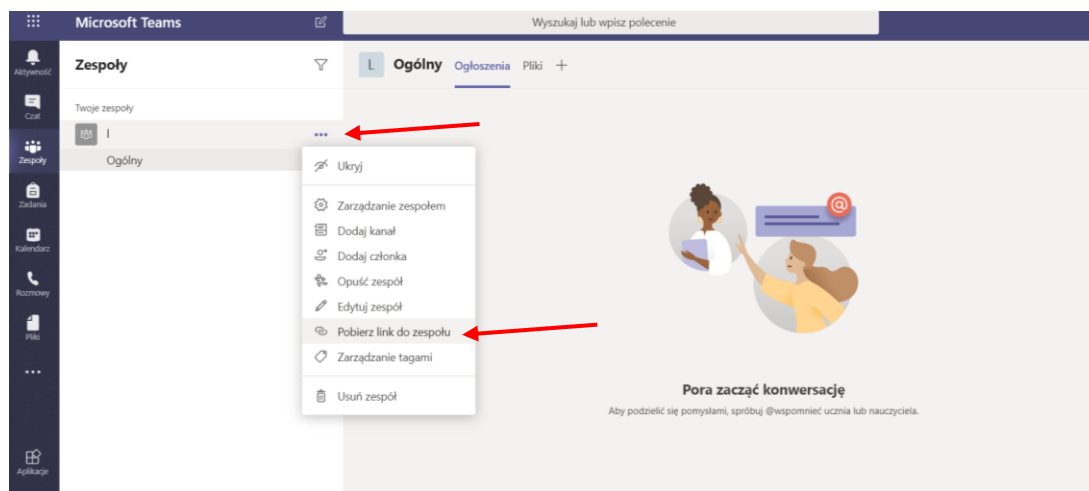 Microsoft Teams
Wyszukaj lub wpisz polecenie
Aktywność
Czat
Zespoły
Zadania
Kalendarz
Rozmowy
Pliki
Aplikacje
Zespoły
Twoje zespoły
l
Ogólny
Ukryj
Zarządzanie zespołem
Dodaj kanał
Dodaj członka
Opuść zespół
Edytuj zespół
Pobierz link do zespołu
Zarządzanie tagami
Usuń zespół
L Ogólny Ogłoszenia Pliki +
@
Pora zacząć konwersację
Aby podzielić się pomysłami, spróbuj @wspomnieć ucznia lub nauczyciela.